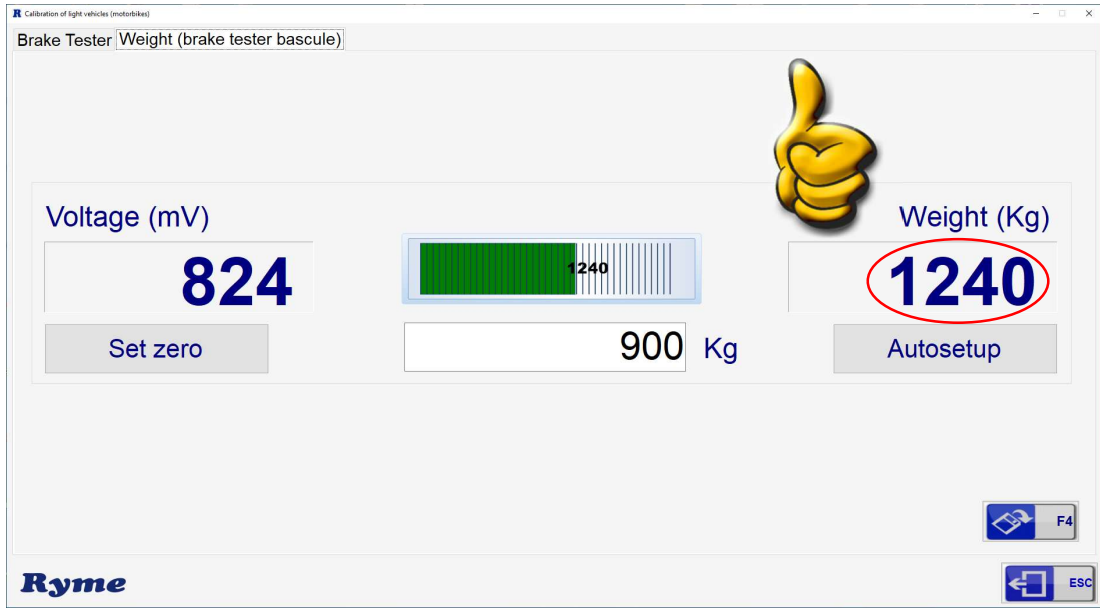 R Calibration of light vehicles (motorbikes)
Brake Tester Weight (brake tester bascule)
Voltage (mV)
Weight (Kg)
824
1240
1240
Set zero
900 Kg
Autosetup
F4
Ryme
ESC